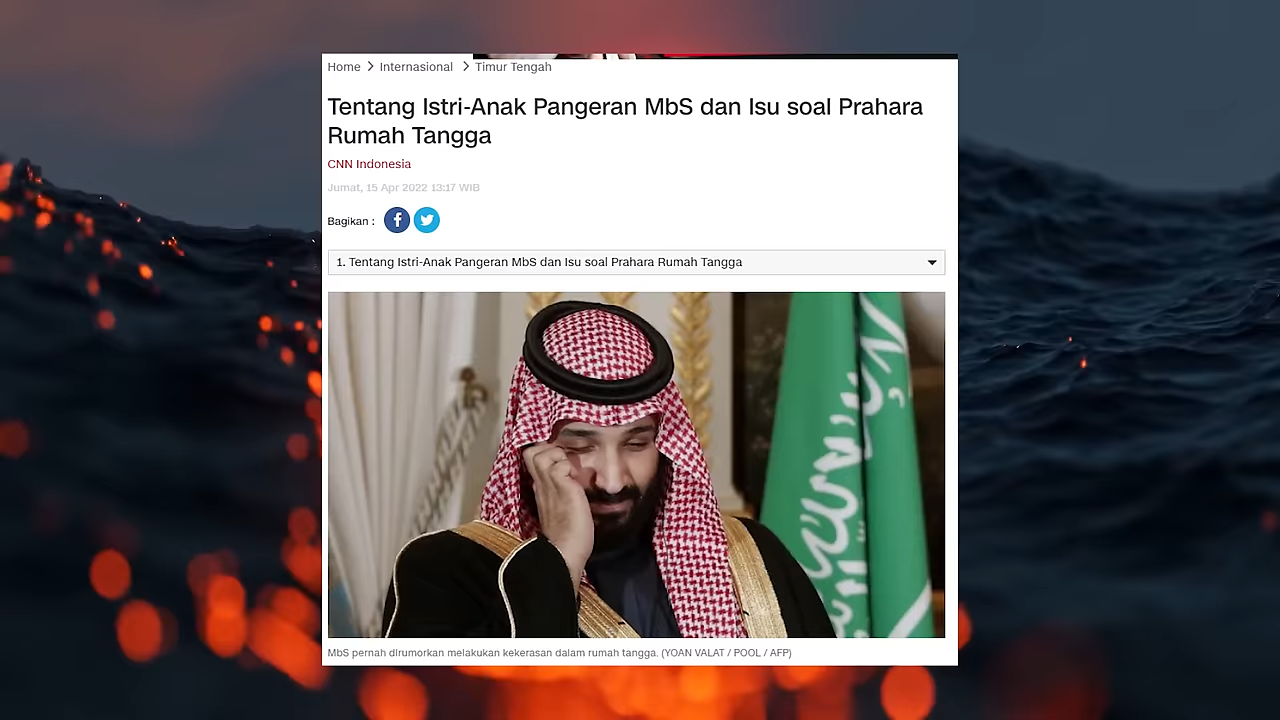 Home > Internasional > Timur Tengah
Tentang Istri-Anak Pangeran MbS dan Isu soal Prahara
Rumah Tangga
CNN Indonesia
Jumat, 15 Apr 2022 13:17 WIB
Bagikan :
1. Tentang Istri-Anak Pangeran MbS dan Isu soal Prahara Rumah Tangga
MbS pernah dirumorkan melakukan kekerasan dalam rumah tangga. (YOAN VALAT / POOL / AFP)